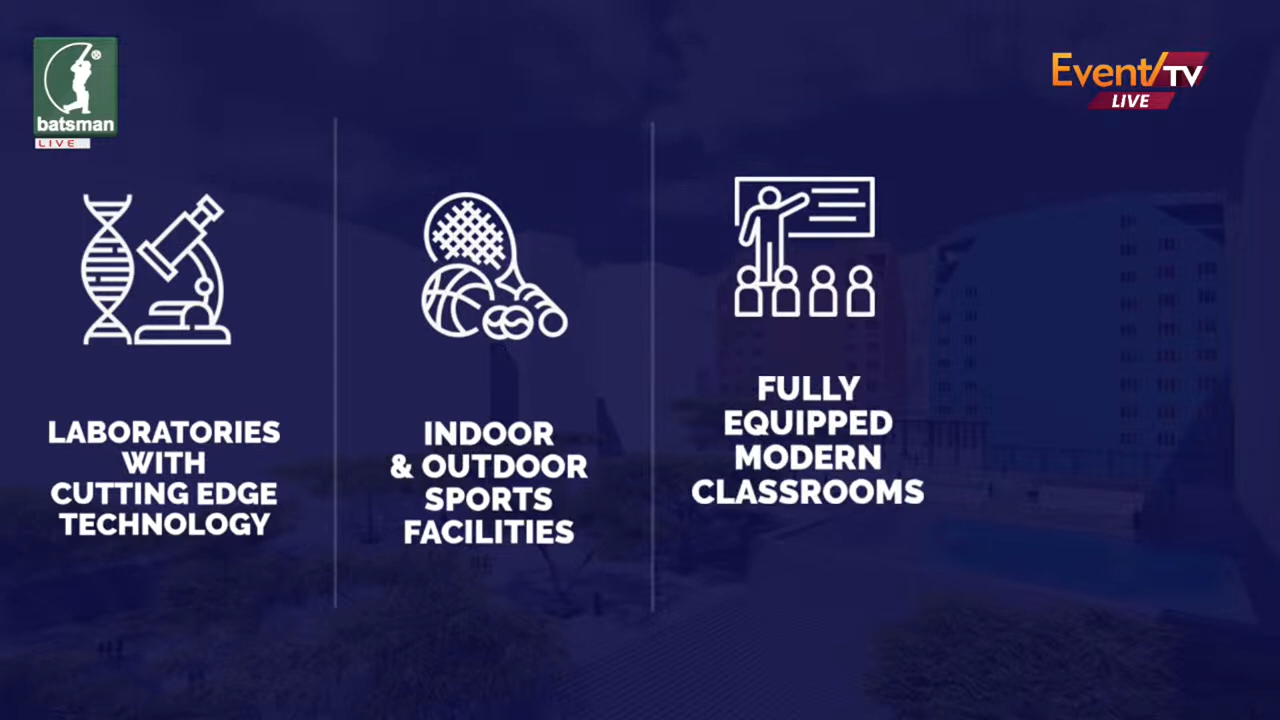 batsman
LIVE
Event/TV
LIVE
LABORATORIES
WITH
CUTTING EDGE
TECHNOLOGY
INDOOR
& OUTDOOR
SPORTS
FACILITIES
FULLY
EQUIPPED
MODERN
CLASSROOMS